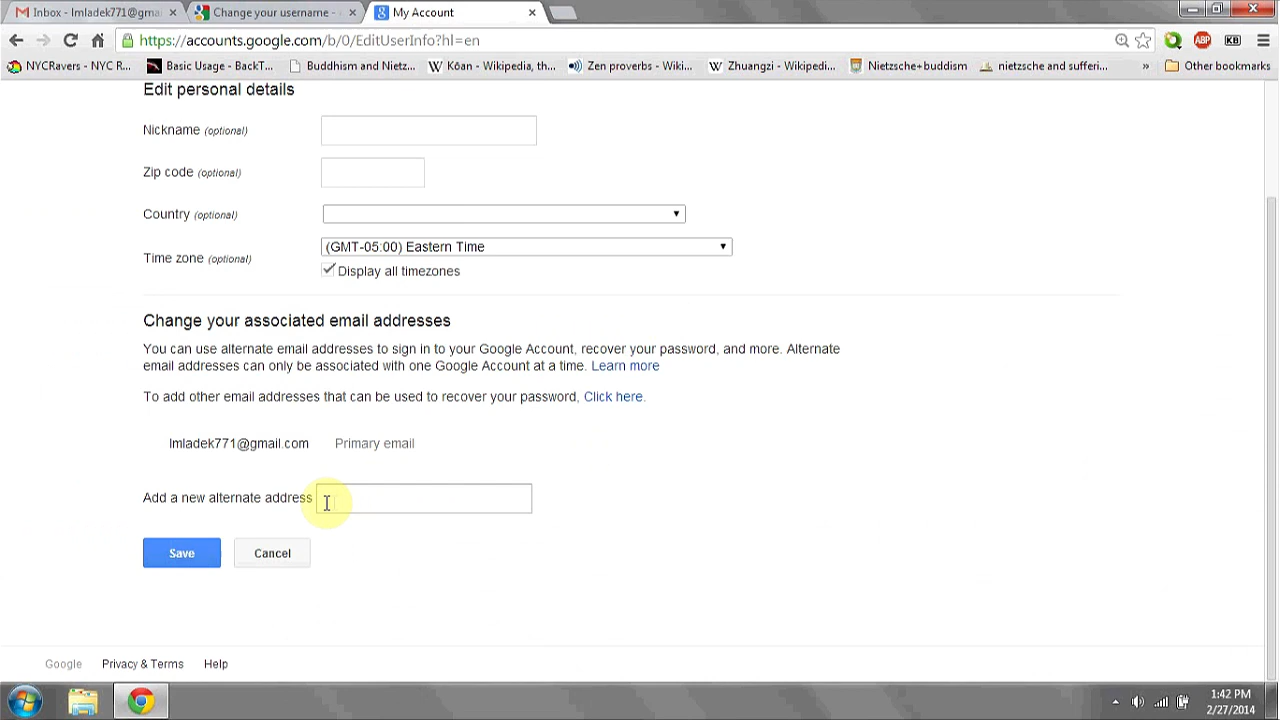 Inbox - lmladek771@gma
Change your username -
My Account
https://accounts.google.com/b/0/EditUserInfo?hl=en
ABP
KB
NYCRavers - NYC R...
Basic Usage - BackT...
Buddhism and Nietz...
Kōan - Wikipedia, th...
Zen proverbs - Wiki...
Zhuangzi - Wikipedi...
Nietzsche+buddism
nietzsche and sufferi...
»
Other bookmarks
Edit personal details
Nickname (optional)
Zip code (optional)
Country (optional)
Time zone (optional)
(GMT-05:00) Eastern Time
Display all timezones
Change your associated email addresses
You can use alternate email addresses to sign in to your Google Account, recover your password, and more. Alternate
email addresses can only be associated with one Google Account at a time. Learn more
To add other email addresses that can be used to recover your password, Click here.
lmladek771@gmail.com Primary email
Add a new alternate address
Save Cancel
Google Privacy & Terms Help
1:42 PM
2/27/2014